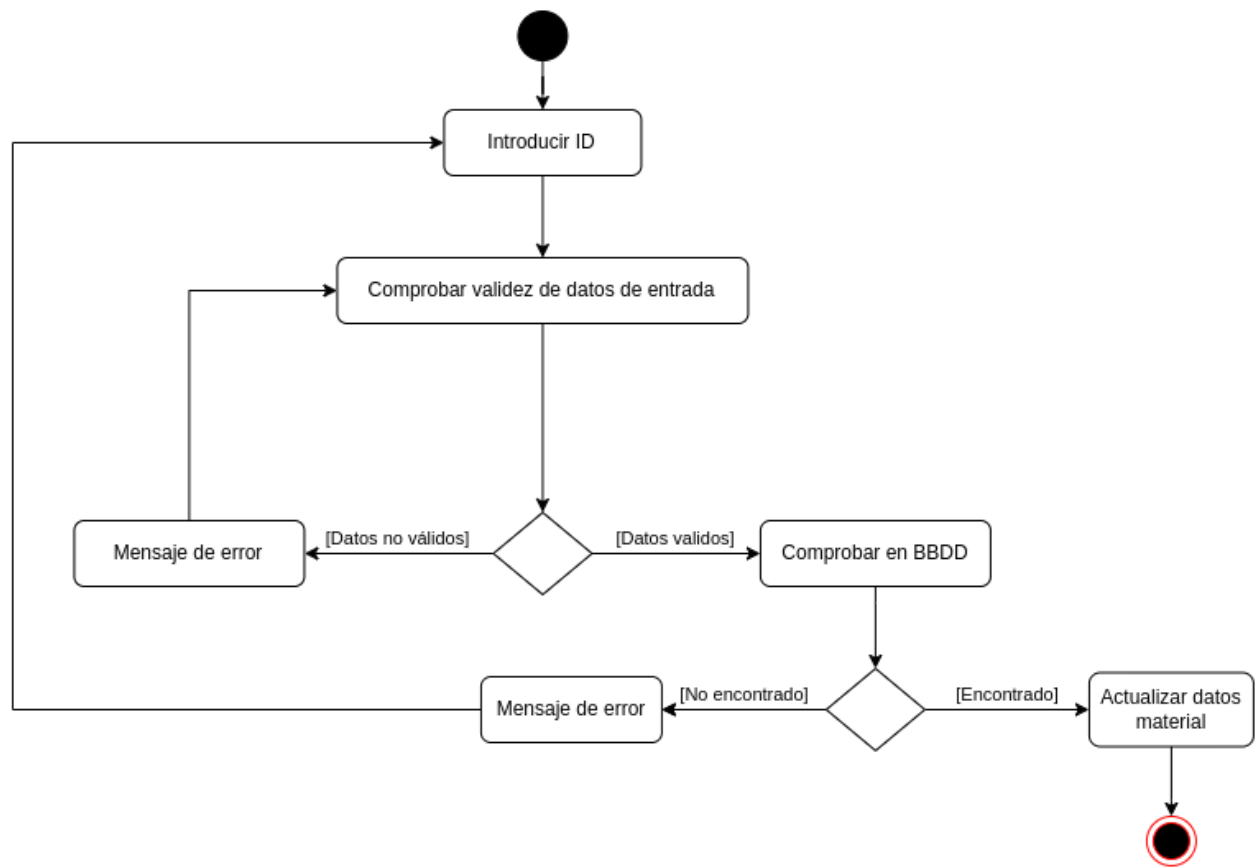 Introducir ID
Comprobar validez de datos de entrada
Mensaje de error
[Datos no válidos]
[Datos validos]
Comprobar en BBDD
Mensaje de error
[No encontrado]
[Encontrado]
Actualizar datos
material